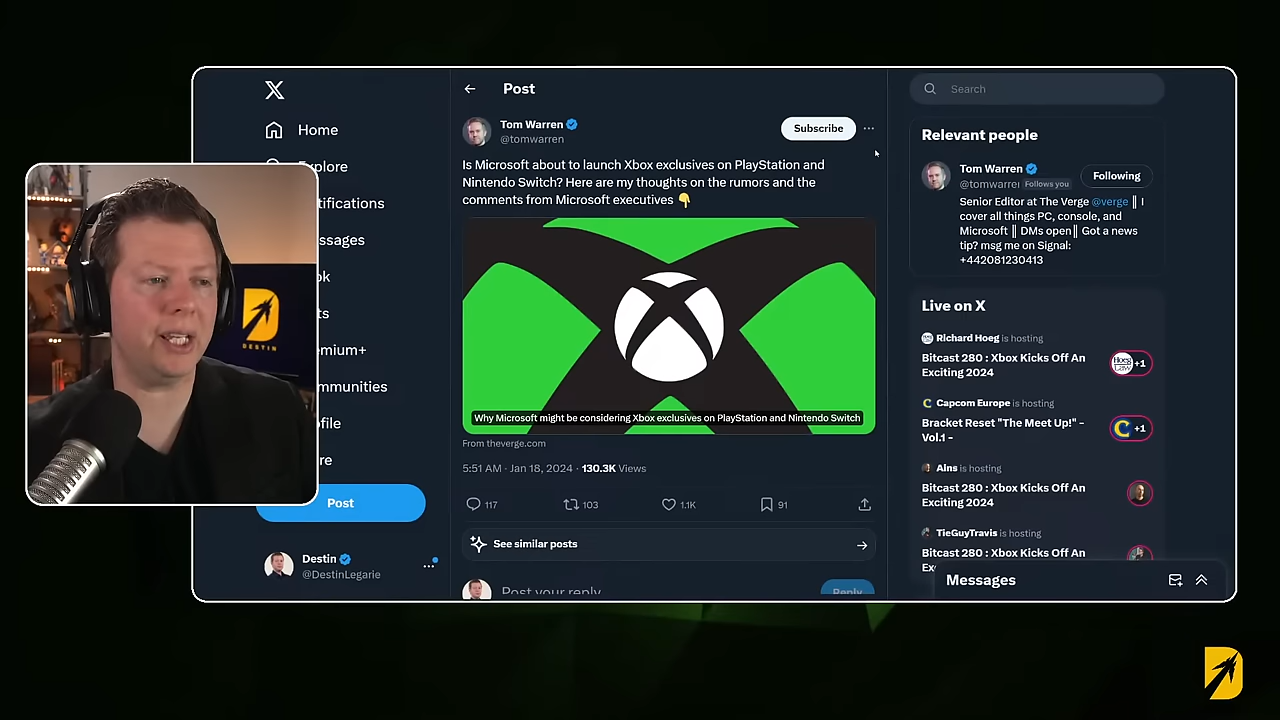 Home
Explore
tifications
ssages
ok
ts
emium+
mmunities
file
re
Post
Destin
@DestinLegarie
DESTIN
Post
Tom Warren
@tomwarren
Subscribe
Is Microsoft about to launch Xbox exclusives on PlayStation and
Nintendo Switch? Here are my thoughts on the rumors and the
comments from Microsoft executives 👇
Why Microsoft might be considering Xbox exclusives on PlayStation and Nintendo Switch
From theverge.com
5:51 AM · Jan 18, 2024 · 130.3K Views
117
103
1.1K
91
See similar posts
Post your reply
Reply
Search
Relevant people
Tom Warren
@tomwarrer Follows you
Following
Senior Editor at The Verge @verge || I
cover all things PC, console, and
Microsoft || DMs open|| Got a news
tip? msg me on Signal:
+442081230413
Live on X
Richard Hoeg is hosting
Bitcast 280 : Xbox Kicks Off An
Exciting 2024
Hoeg
Law
+1
Capcom Europe is hosting
Bracket Reset "The Meet Up!" -
Vol.1 -
+1
Ains is hosting
Bitcast 280 : Xbox Kicks Off An
Exciting 2024
TieGuyTravis is hosting
Bitcast 280 : Xbox Kicks Off An
Ex
Messages